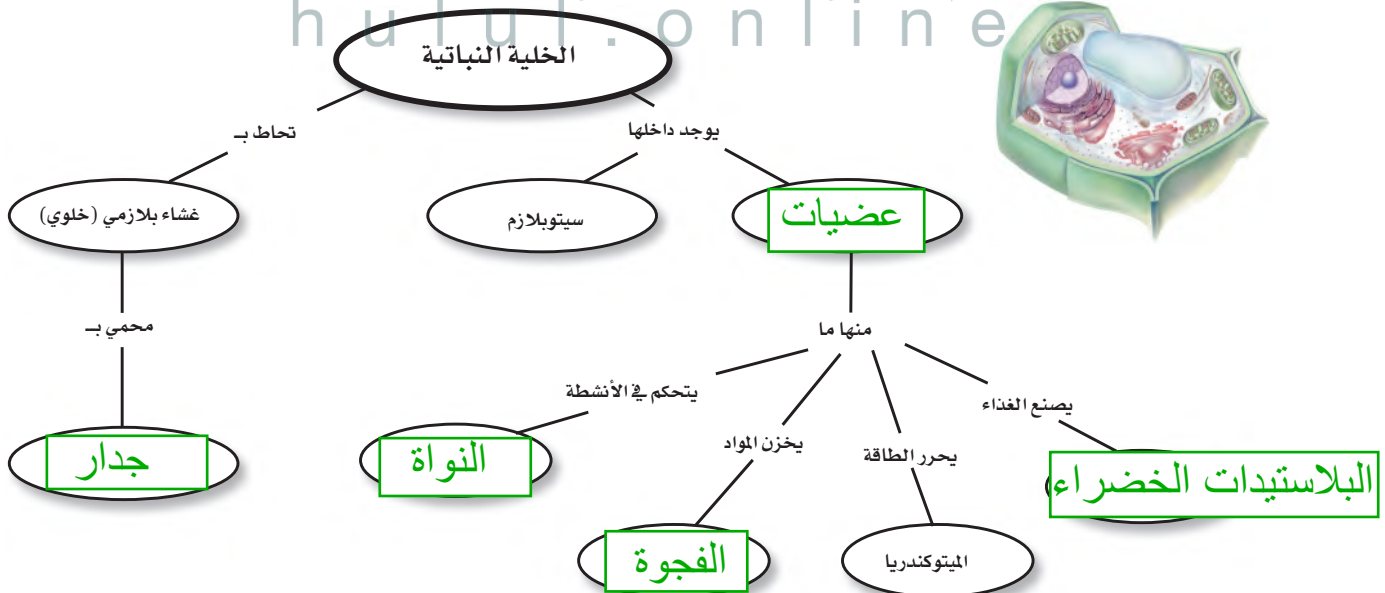 hulul.online
الخلية النباتية
يوجد داخلها
تحاط بـ
عضيات
سيتوبلازم
غشاء بلازمي (خلوي)
منها ما
محمي بـ
يصنع الغذاء
يحرر الطاقة
يخزن المواد
يتحكم في الأنشطة
البلاستيدات الخضراء
الميتوكندريا
الفجوة
النواة
جدار